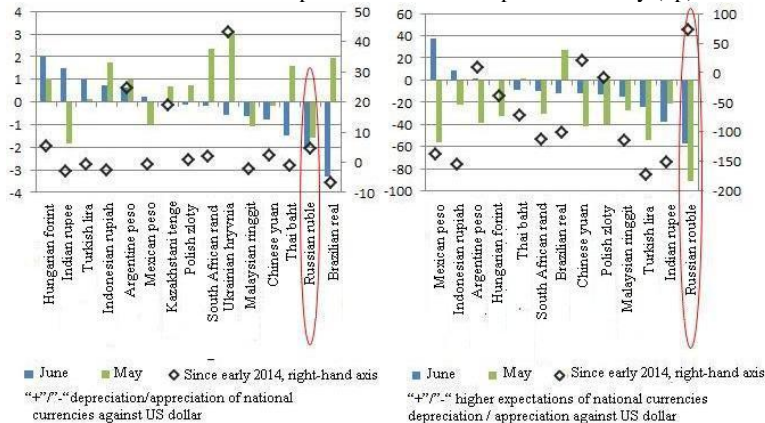 4
3
2
1
0
-1
-2
-3
-4
50
40
30
20
10
0
-10
Hungarian forint
Indian rupee
Turkish lira
Indonesian rupiah
Argentine peso
Mexican peso
Kazakhstani tenge
Polish zloty
South African rand
Ukrainian hryvnia
Malaysian ringgit
Chinese yuan
Thai baht
Russian ruble
Brazilian real
June
May
Since early 2014, right-hand axis
“+”/”-“depreciation/appreciation of national
currencies against US dollar
60
40
20
0
-20
-40
-60
-80
-100
100
50
0
-50
-100
-150
-200
Mexican peso
Indonesian rupiah
Argentine peso
Hungarian forint
Thai baht
South African rand
Brazilian real
Chinese yuan
Polish zloty
Malaysian ringgit
Turkish lira
Indian rupee
Russian rouble
June
May
Since early 2014, right-hand axis
“+”/”-“ higher expectations of national currencies
depreciation / appreciation against US dollar